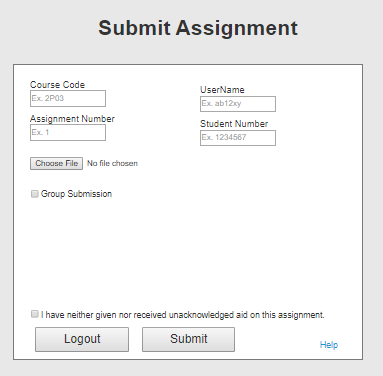 Submit Assignment
Course Code
Ex. 2P03
UserName
Ex. ab12xy
Assignment Number
Ex. 1
Student Number
Ex. 1234567
Choose File No file chosen
Group Submission
I have neither given nor received unacknowledged aid on this assignment.
Logout Submit Help